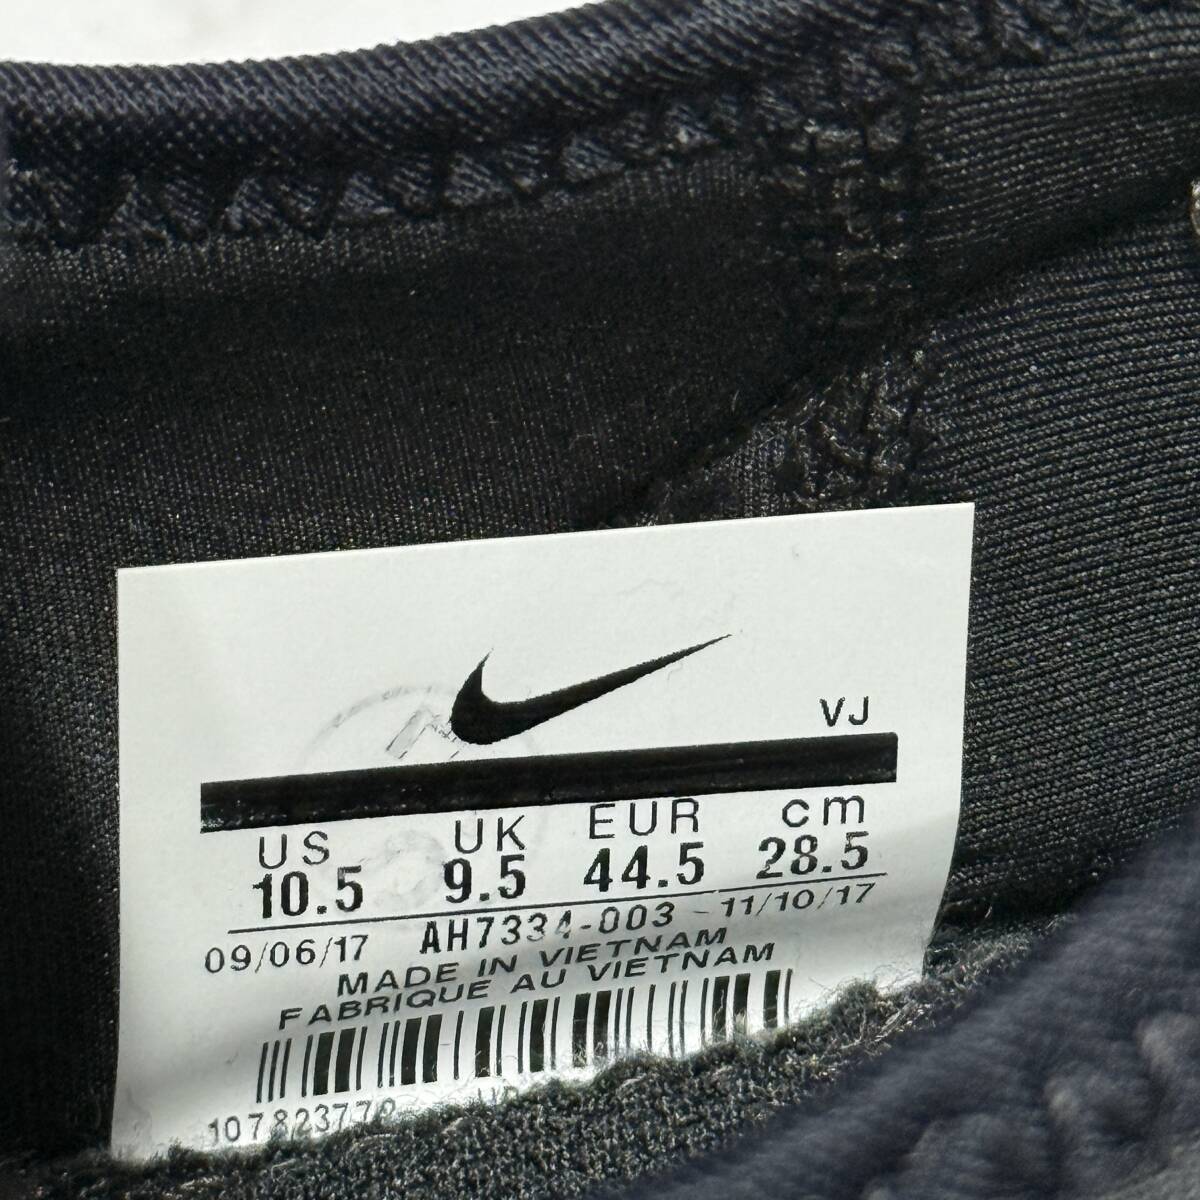 VJ
US UK EUR cm
10.5 9.5 44.5 28.5
09/06/17 AH7334-003 11/10/17
MADE IN VIETNAM
FABRIQUE AU VIETNAM